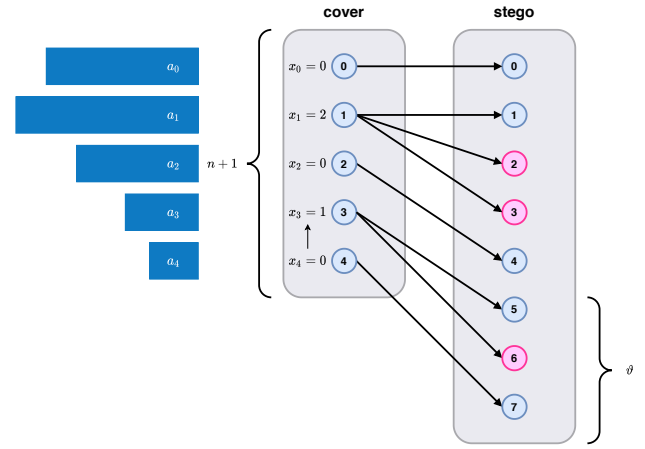 cover
stego
a₀
x₀ = 0
0
0
a₁
x₁ = 2
1
1
a₂
n + 1
x₂ = 0
2
2
a₃
x₃ = 1
3
3
a₄
x₄ = 0
4
4
5
6
ϑ
7